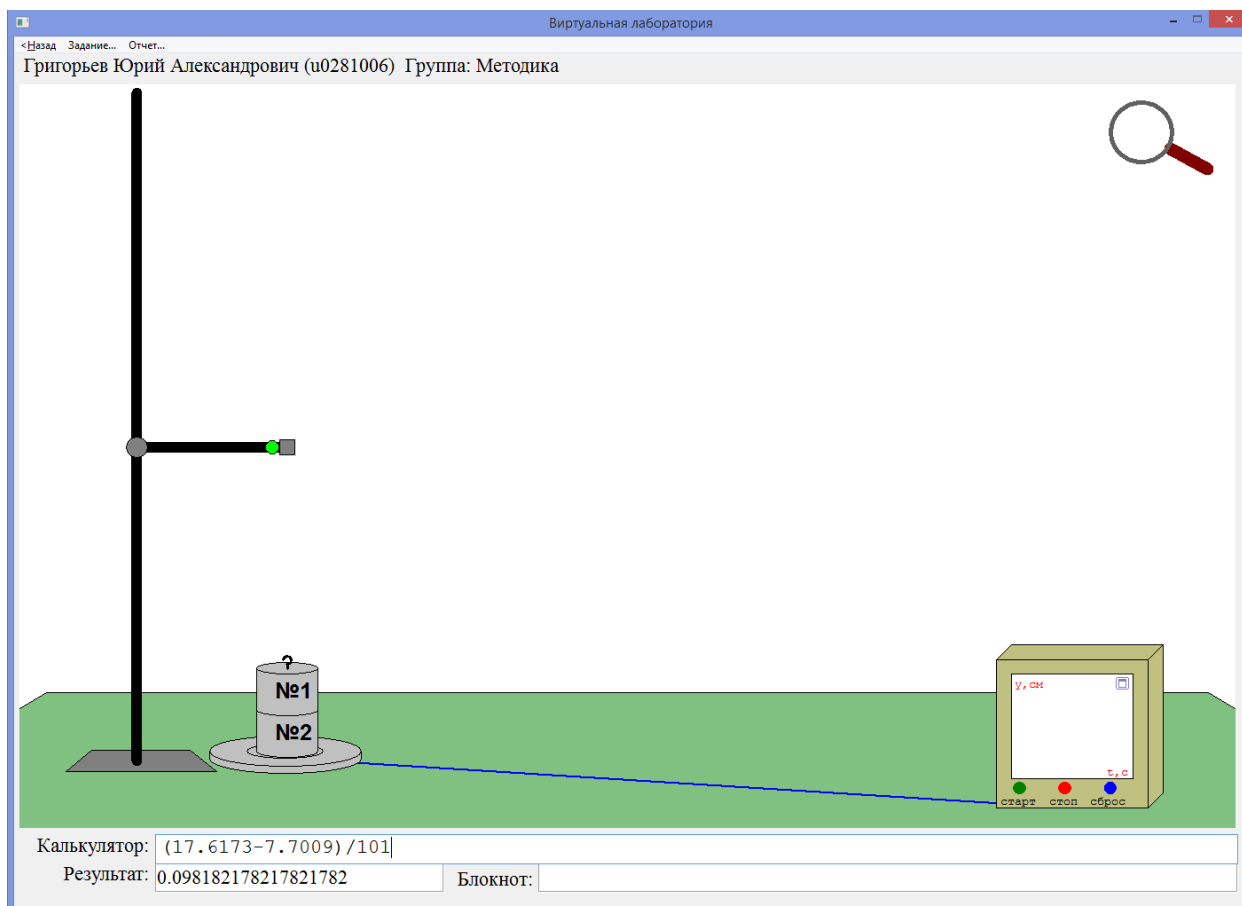 Виртуальная лаборатория
<Назад Задание... Отчет...
Григорьев Юрий Александрович (u0281006) Группа: Методика
№1
№2
y,см
t,с
старт стоп сброс
Калькулятор: (17.6173-7.7009)/101
Результат: 0.098182178217821782 Блокнот: